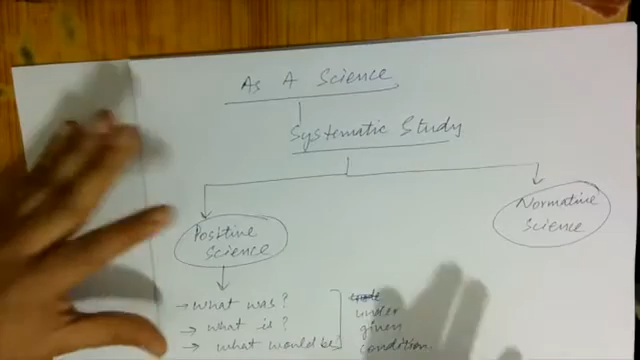 As A Science
Systematic Study
Positive
Science
Normative
Science
→ what was?
→ what is?
→ what would be
under
given
condition.